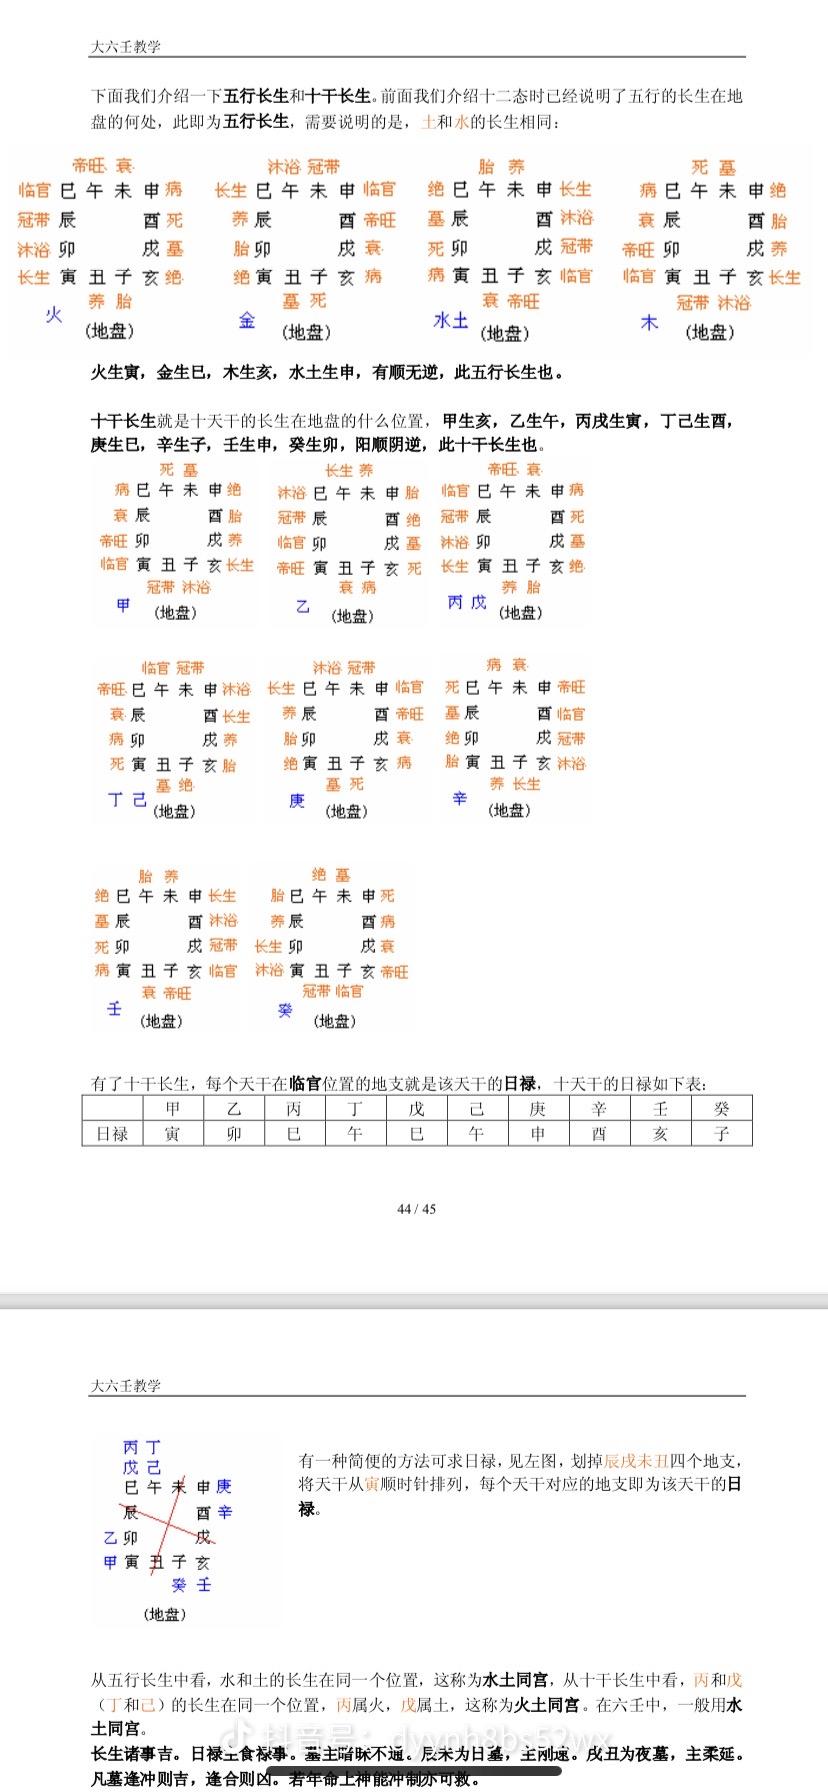 大六壬教学
下面我们介绍一下五行长生和十干长生。前面我们介绍十二态时已经说明了五行的长生在地
盘的何处，此即为五行长生，需要说明的是，土和水的长生相同：
帝旺 衰 沐浴 冠带 胎 养 死 墓
临官 巳 午 未 申 病 长生 巳 午 未 申 临官 绝 巳 午 未 申 长生 病 巳 午 未 申 绝
冠带 辰 酉 死 养 辰 酉 帝旺 墓 辰 酉 沐浴 衰 辰 酉 胎
沐浴 卯 戌 墓 胎 卯 戌 衰 死 卯 戌 冠带 帝旺 卯 戌 养
长生 寅 丑 子 亥 绝 绝 寅 丑 子 亥 病 病 寅 丑 子 亥 临官 临官 寅 丑 子 亥 长生
养 胎 墓 死 衰 帝旺 冠带 沐浴
火 (地盘) 金 (地盘) 水土 (地盘) 木 (地盘)
火生寅，金生巳，木生亥，水土生申，有顺无逆，此五行长生也。
十干长生就是十天干的长生在地盘的什么位置，甲生亥，乙生午，丙戌生寅，丁己生酉，
庚生巳，辛生子，壬生申，癸生卯，阳顺阴逆，此十干长生也。
死 墓 长生 养 帝旺 衰
病 巳 午 未 申 绝 沐浴 巳 午 未 申 胎 临官 巳 午 未 申 病
衰 辰 酉 胎 冠带 辰 酉 绝 冠带 辰 酉 死
帝旺 卯 戌 养 临官 卯 戌 墓 沐浴 卯 戌 墓
临官 寅 丑 子 亥 长生 帝旺 寅 丑 子 亥 死 长生 寅 丑 子 亥 绝
冠带 沐浴 衰 病 养 胎
甲 (地盘) 乙 (地盘) 丙 戊 (地盘)
临官 冠带 沐浴 冠带 病 衰
帝旺 巳 午 未 申 沐浴 长生 巳 午 未 申 临官 死 巳 午 未 申 帝旺
衰 辰 酉 长生 养 辰 酉 帝旺 墓 辰 酉 临官
病 卯 戌 养 胎 卯 戌 衰 绝 卯 戌 冠带
死 寅 丑 子 亥 胎 绝 寅 丑 子 亥 病 胎 寅 丑 子 亥 沐浴
墓 绝 墓 死 养 长生
丁 己 (地盘) 庚 (地盘) 辛 (地盘)
胎 养 绝 墓
绝 巳 午 未 申 长生 胎 巳 午 未 申 死
墓 辰 酉 沐浴 养 辰 酉 病
死 卯 戌 冠带 长生 卯 戌 衰
病 寅 丑 子 亥 临官 沐浴 寅 丑 子 亥 帝旺
衰 帝旺 冠带 临官
壬 (地盘) 癸 (地盘)
有了十干长生，每个天干在临官位置的地支就是该天干的日禄，十天干的日禄如下表：
甲 乙 丙 丁 戊 己 庚 辛 壬 癸
日禄 寅 卯 巳 午 巳 午 申 酉 亥 子
44 / 45
大六壬教学
丙 丁
戊 己
巳 午 未 申 庚
辰 酉 辛
乙 卯 戌
甲 寅 丑 子 亥
癸 壬
(地盘)
有一种简便的方法可求日禄，见左图，划掉辰戌未丑四个地支，
将天干从寅顺时针排列，每个天干对应的地支即为该天干的日
禄。
从五行长生中看，水和土的长生在同一个位置，这称为水土同宫，从十干长生中看，丙和戊
（丁和己）的长生在同一个位置，丙属火，戊属土，这称为火土同宫。在六壬中，一般用水
土同宫。
抖音号：dyynh8bs52wx
长生诸事吉。日禄主食禄事。墓主暗昧不通。辰未为日墓，主刚速。戌丑为夜墓，主柔延。
凡墓逢冲则吉，逢合则凶。若年命上神能冲制亦可救。